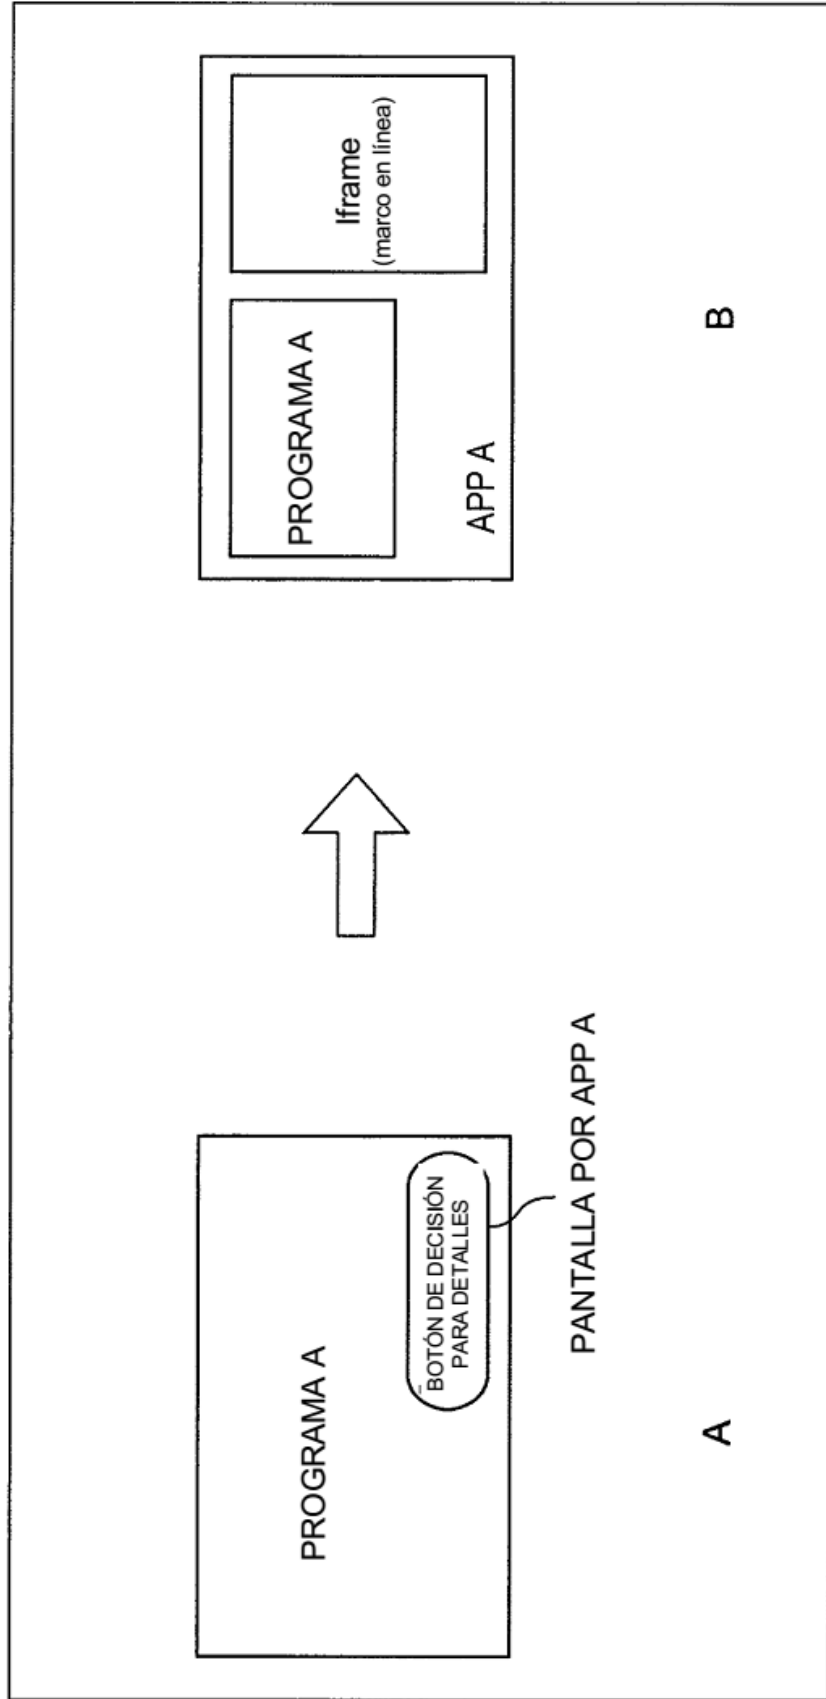 PROGRAMA A
BOTÓN DE DECISIÓN
PARA DETALLES
PANTALLA POR APP A
A
PROGRAMA A
Iframe
(marco en línea)
APP A
B